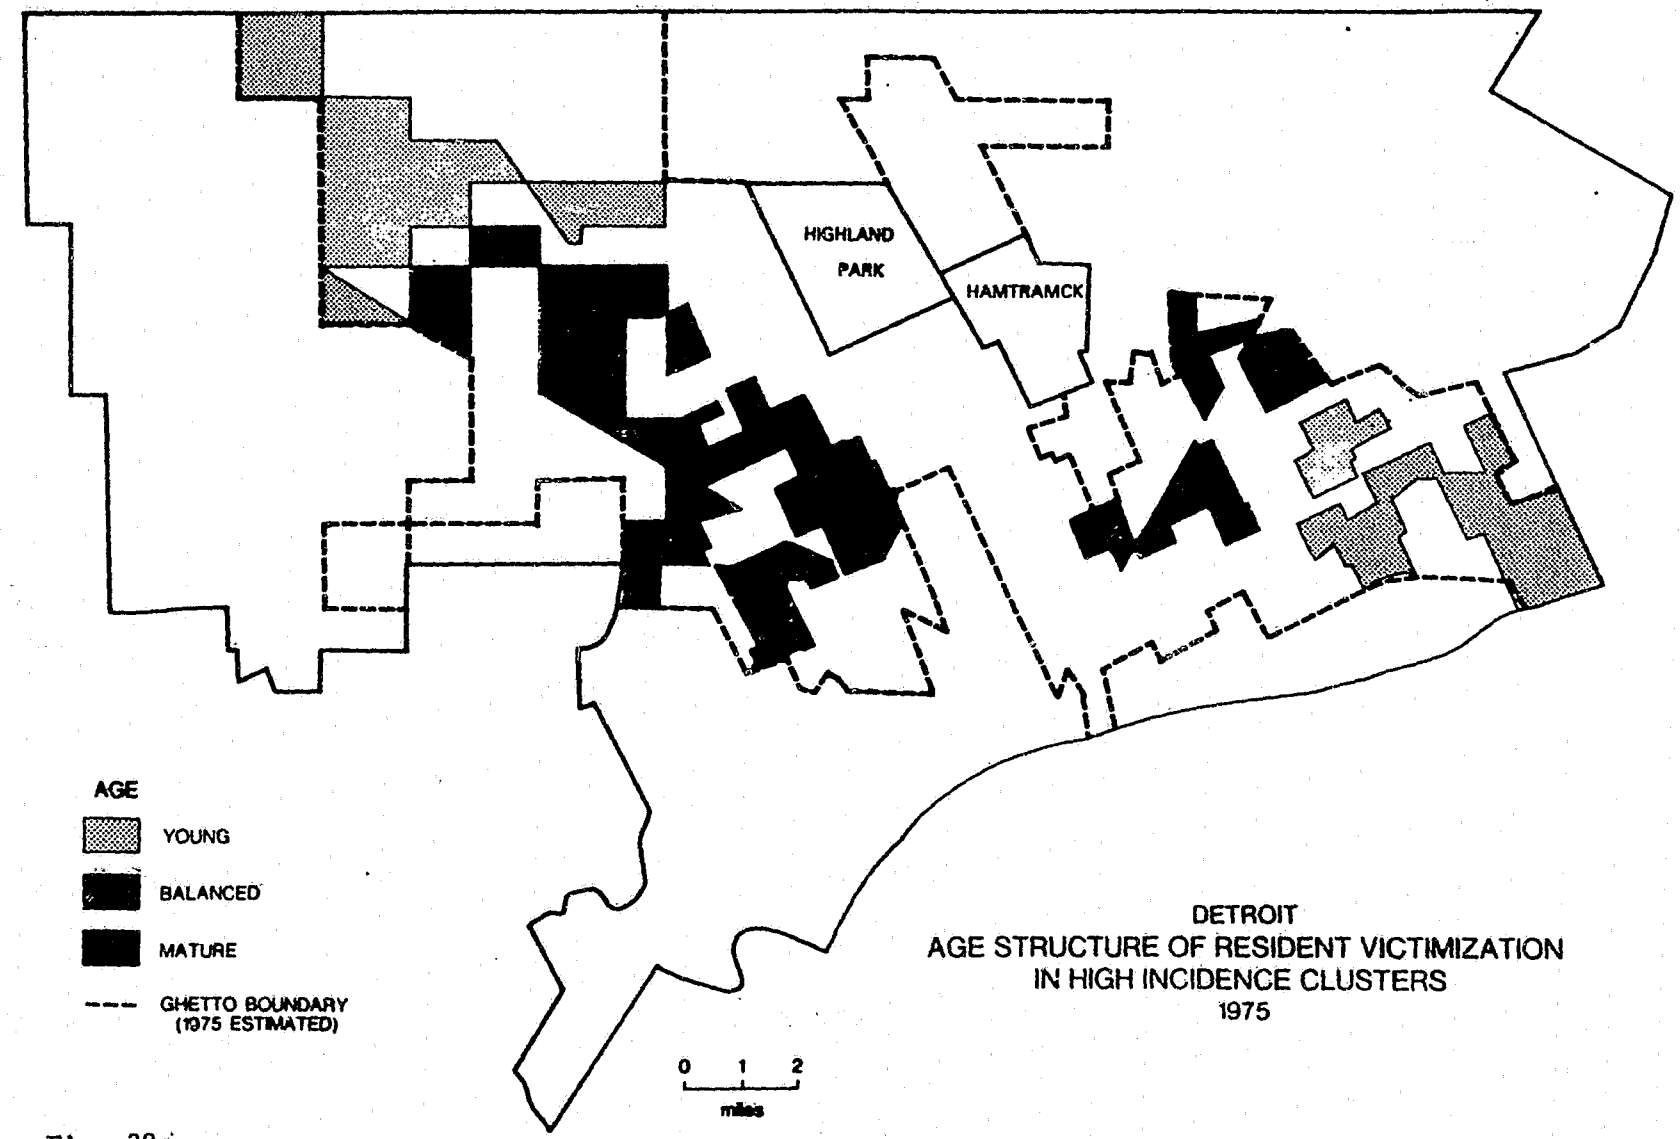 HIGHLAND
PARK
HAMTRAMCK
AGE
YOUNG
BALANCED
MATURE
GHETTO BOUNDARY
(1975 ESTIMATED)
DETROIT
AGE STRUCTURE OF RESIDENT VICTIMIZATION
IN HIGH INCIDENCE CLUSTERS
1975
0 1 2
miles